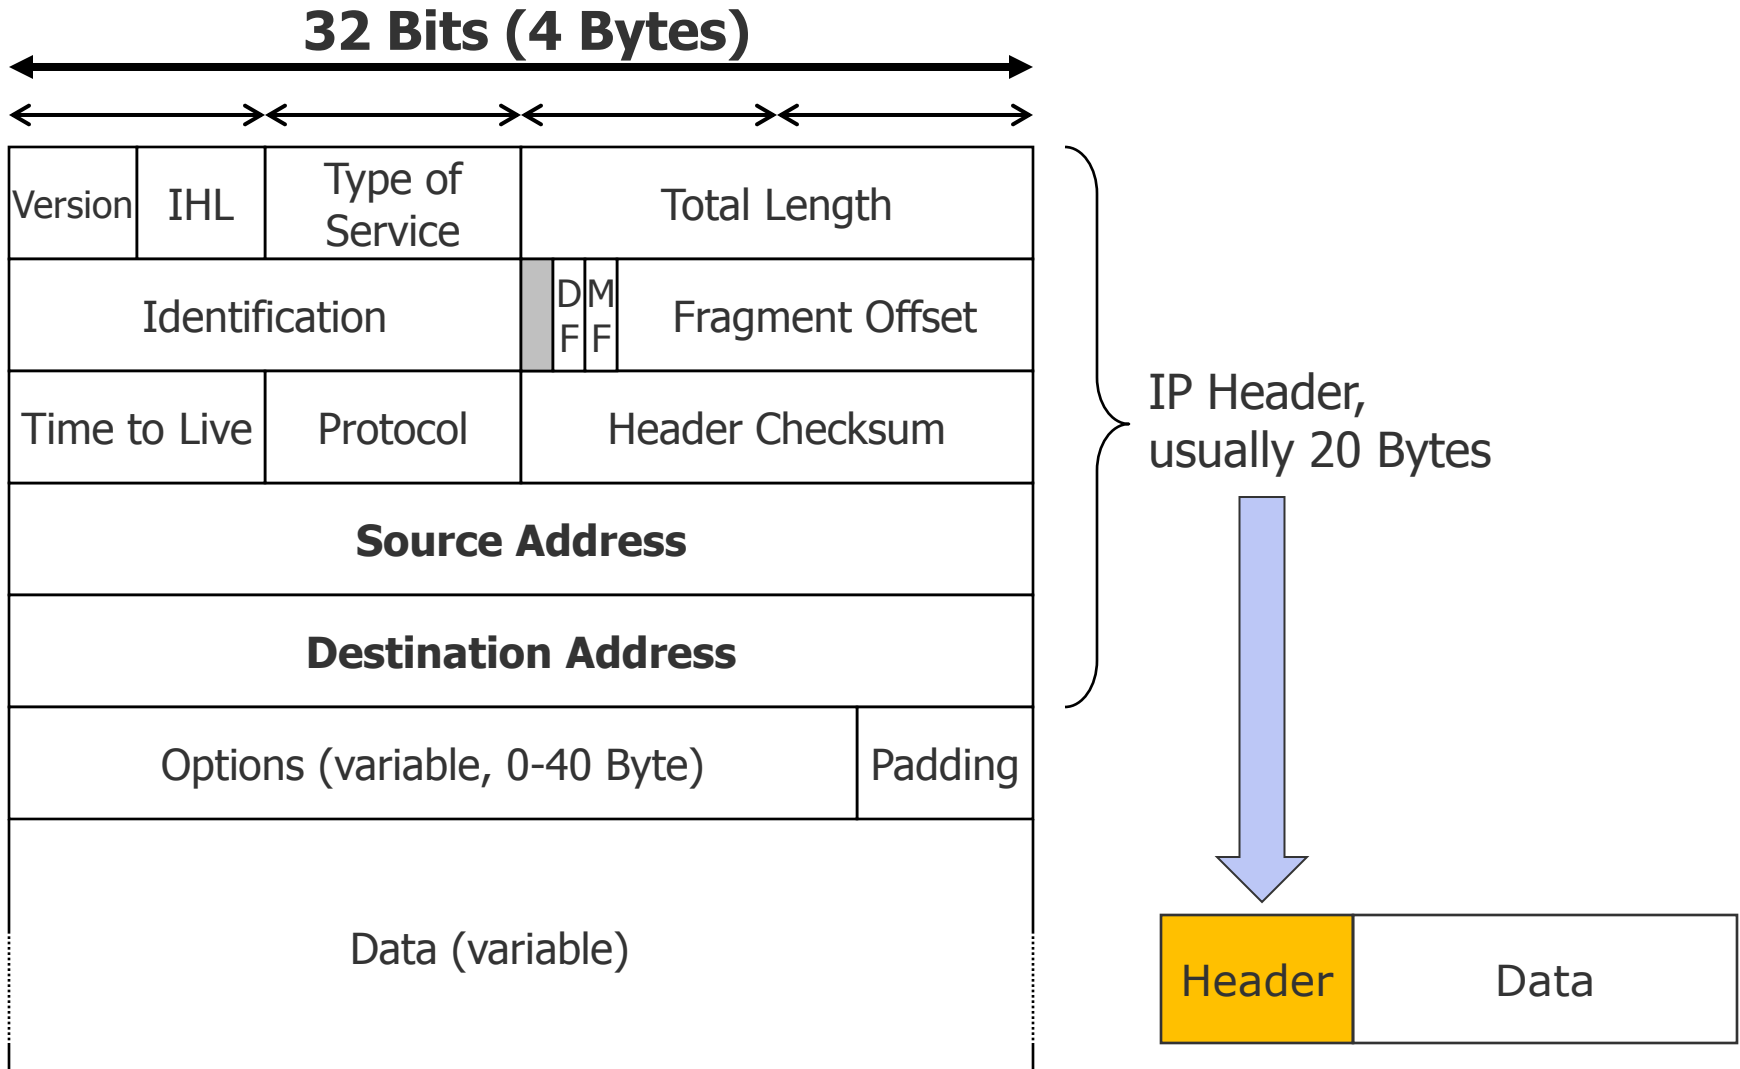 32 Bits (4 Bytes)
Version
IHL
Type of
Service
Total Length
Identification
D
F
M
F
Fragment Offset
Time to Live
Protocol
Header Checksum
Source Address
Destination Address
Options (variable, 0-40 Byte)
Padding
Data (variable)
IP Header,
usually 20 Bytes
Header
Data